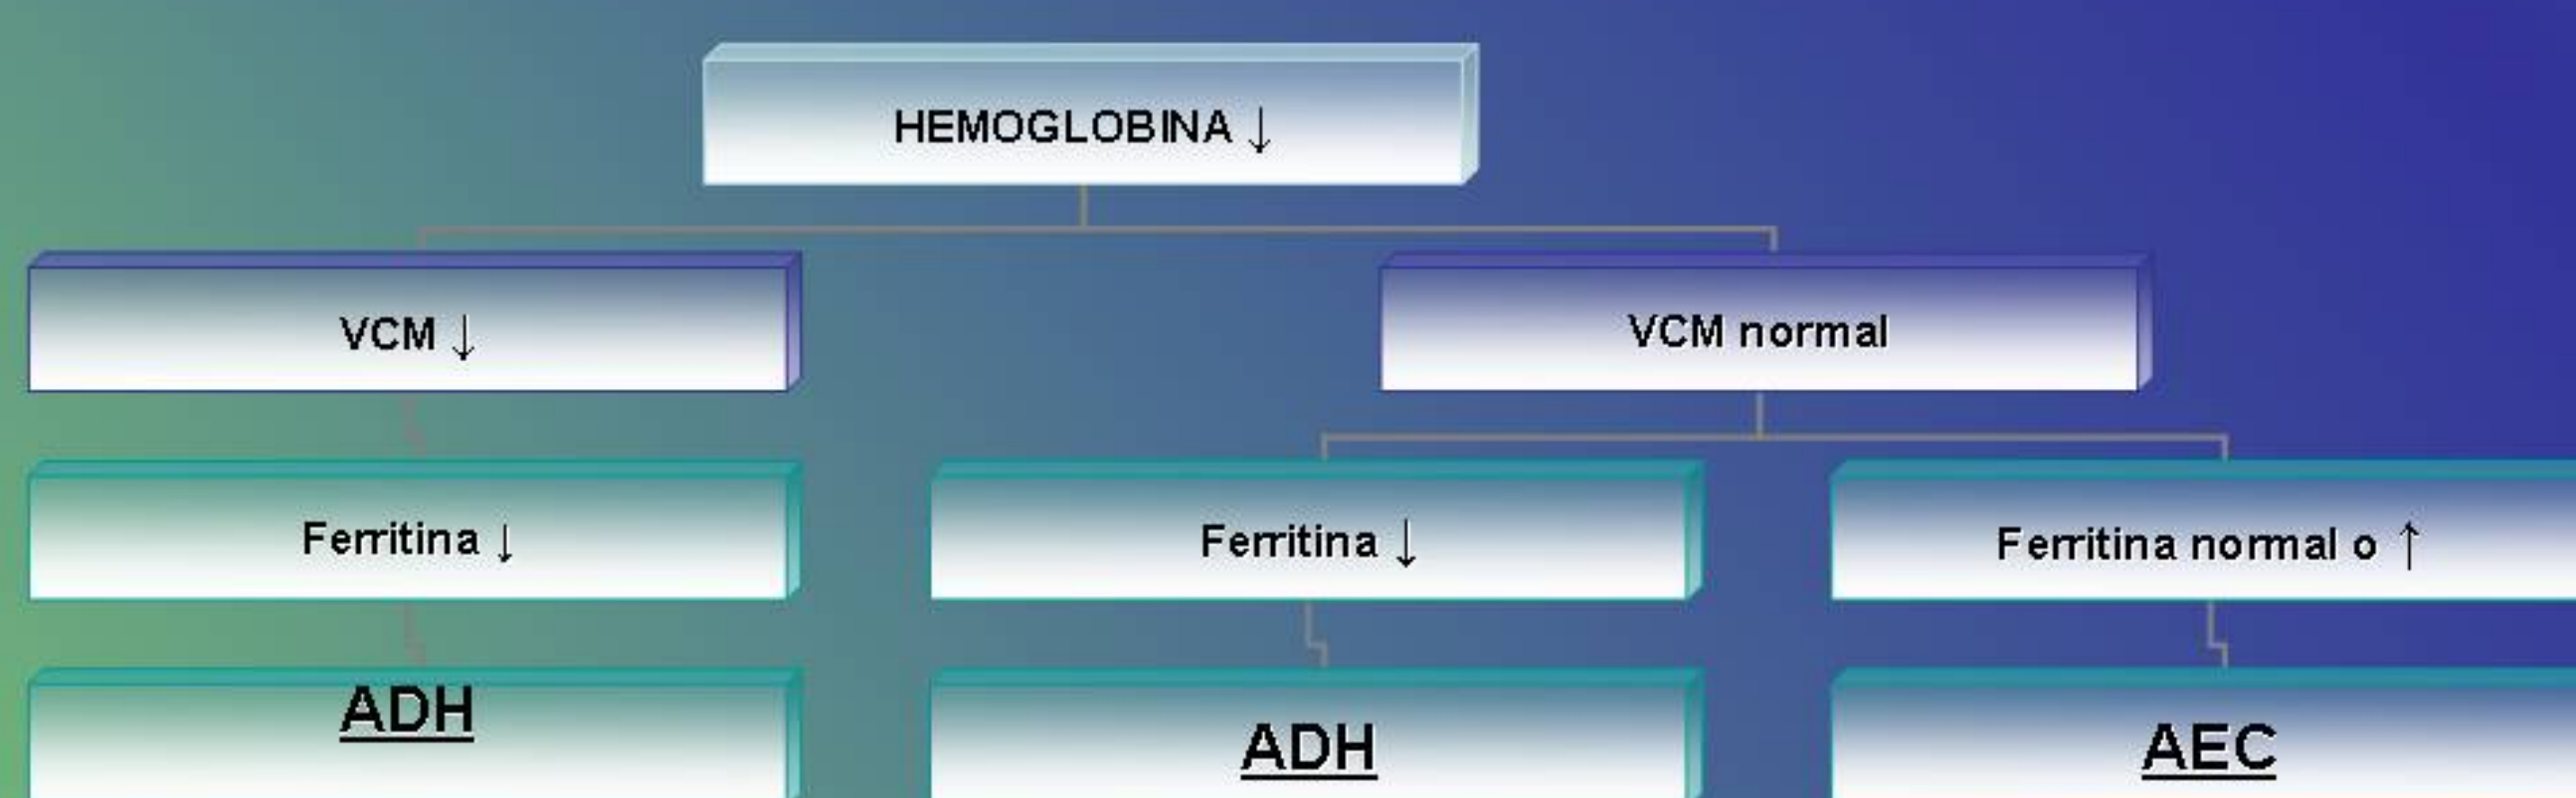 HEMOGLOBINA ↓
VCM ↓
VCM normal
Ferritina ↓
Ferritina ↓
Ferritina normal o ↑
ADH
ADH
AEC